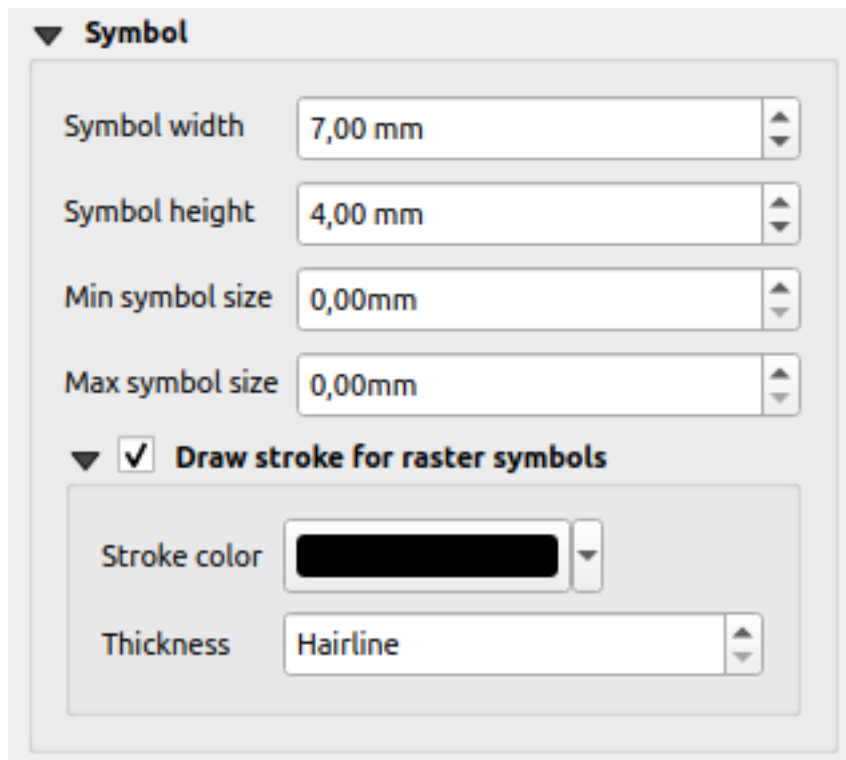 Symbol
Symbol width 7,00 mm
Symbol height 4,00 mm
Min symbol size 0,00mm
Max symbol size 0,00mm
Draw stroke for raster symbols
Stroke color
Thickness Hairline